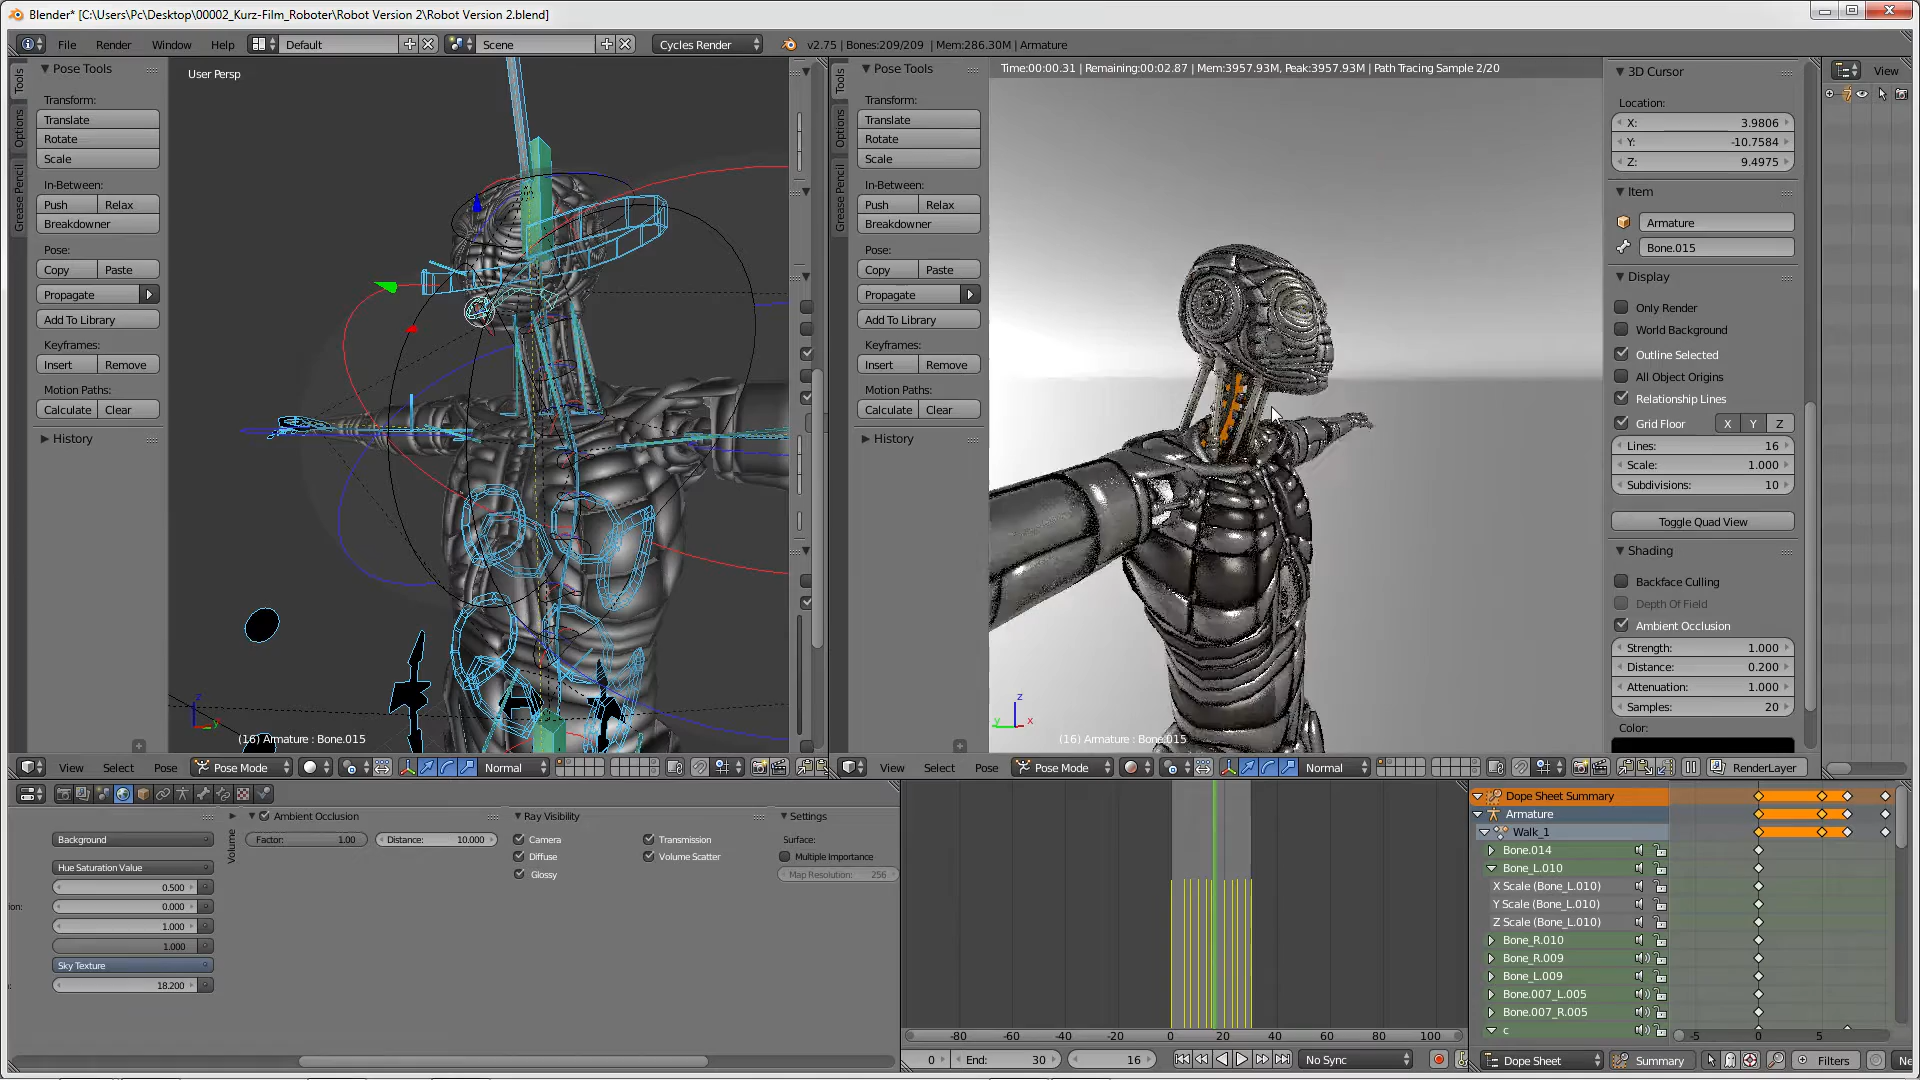 Blender* [C:\Users\Pc\Desktop\00002_Kurz-Film_Roboter\Robot Version 2\Robot Version 2.blend]
File Render Window Help Default Scene Cycles Render v2.75 | Bones:209/209 | Mem:286.30M | Armature
Tools
Options
Grease Pencil
Pose Tools
Transform:
Translate
Rotate
Scale
In-Between:
Push Relax
Breakdowner
Pose:
Copy Paste
Propagate
Add To Library
Keyframes:
Insert Remove
Motion Paths:
Calculate Clear
History
User Persp
(16) Armature : Bone.015
View Select Pose Pose Mode Normal
Tools
Options
Grease Pencil
Pose Tools
Transform:
Translate
Rotate
Scale
In-Between:
Push Relax
Breakdowner
Pose:
Copy Paste
Propagate
Add To Library
Keyframes:
Insert Remove
Motion Paths:
Calculate Clear
History
Time:00:00.31 | Remaining:00:02.87 | Mem:3957.93M, Peak:3957.93M | Path Tracing Sample 2/20
(16) Armature : Bone.015
View Select Pose Pose Mode Normal RenderLayer
3D Cursor
Location:
X: 3.9806
Y: -10.7584
Z: 9.4975
Item
Armature
Bone.015
Display
Only Render
World Background
Outline Selected
All Object Origins
Relationship Lines
Grid Floor X Y Z
Lines: 16
Scale: 1.000
Subdivisions: 10
Toggle Quad View
Shading
Backface Culling
Depth Of Field
Ambient Occlusion
Strength: 1.000
Distance: 0.200
Attenuation: 1.000
Samples: 20
Color:
View
Background
Hue Saturation Value
0.500
ion: 0.000
1.000
1.000
Sky Texture
18.200
Volume
Ambient Occlusion
Factor: 1.00 Distance: 10.000
Ray Visibility
Camera Transmission
Diffuse Volume Scatter
Glossy
Settings
Surface:
Multiple Importance
Map Resolution: 256
-80 -60 -40 -20 0 20 40 60 80 100
0 End: 30 16 No Sync
Dope Sheet Summary
Armature
Walk_1
Bone.014
Bone_L.010
X Scale (Bone_L.010)
Y Scale (Bone_L.010)
Z Scale (Bone_L.010)
Bone_R.010
Bone_R.009
Bone_L.009
Bone.007_L.005
Bone.007_R.005
c
-5 0 5
Dope Sheet Summary Filters Ne